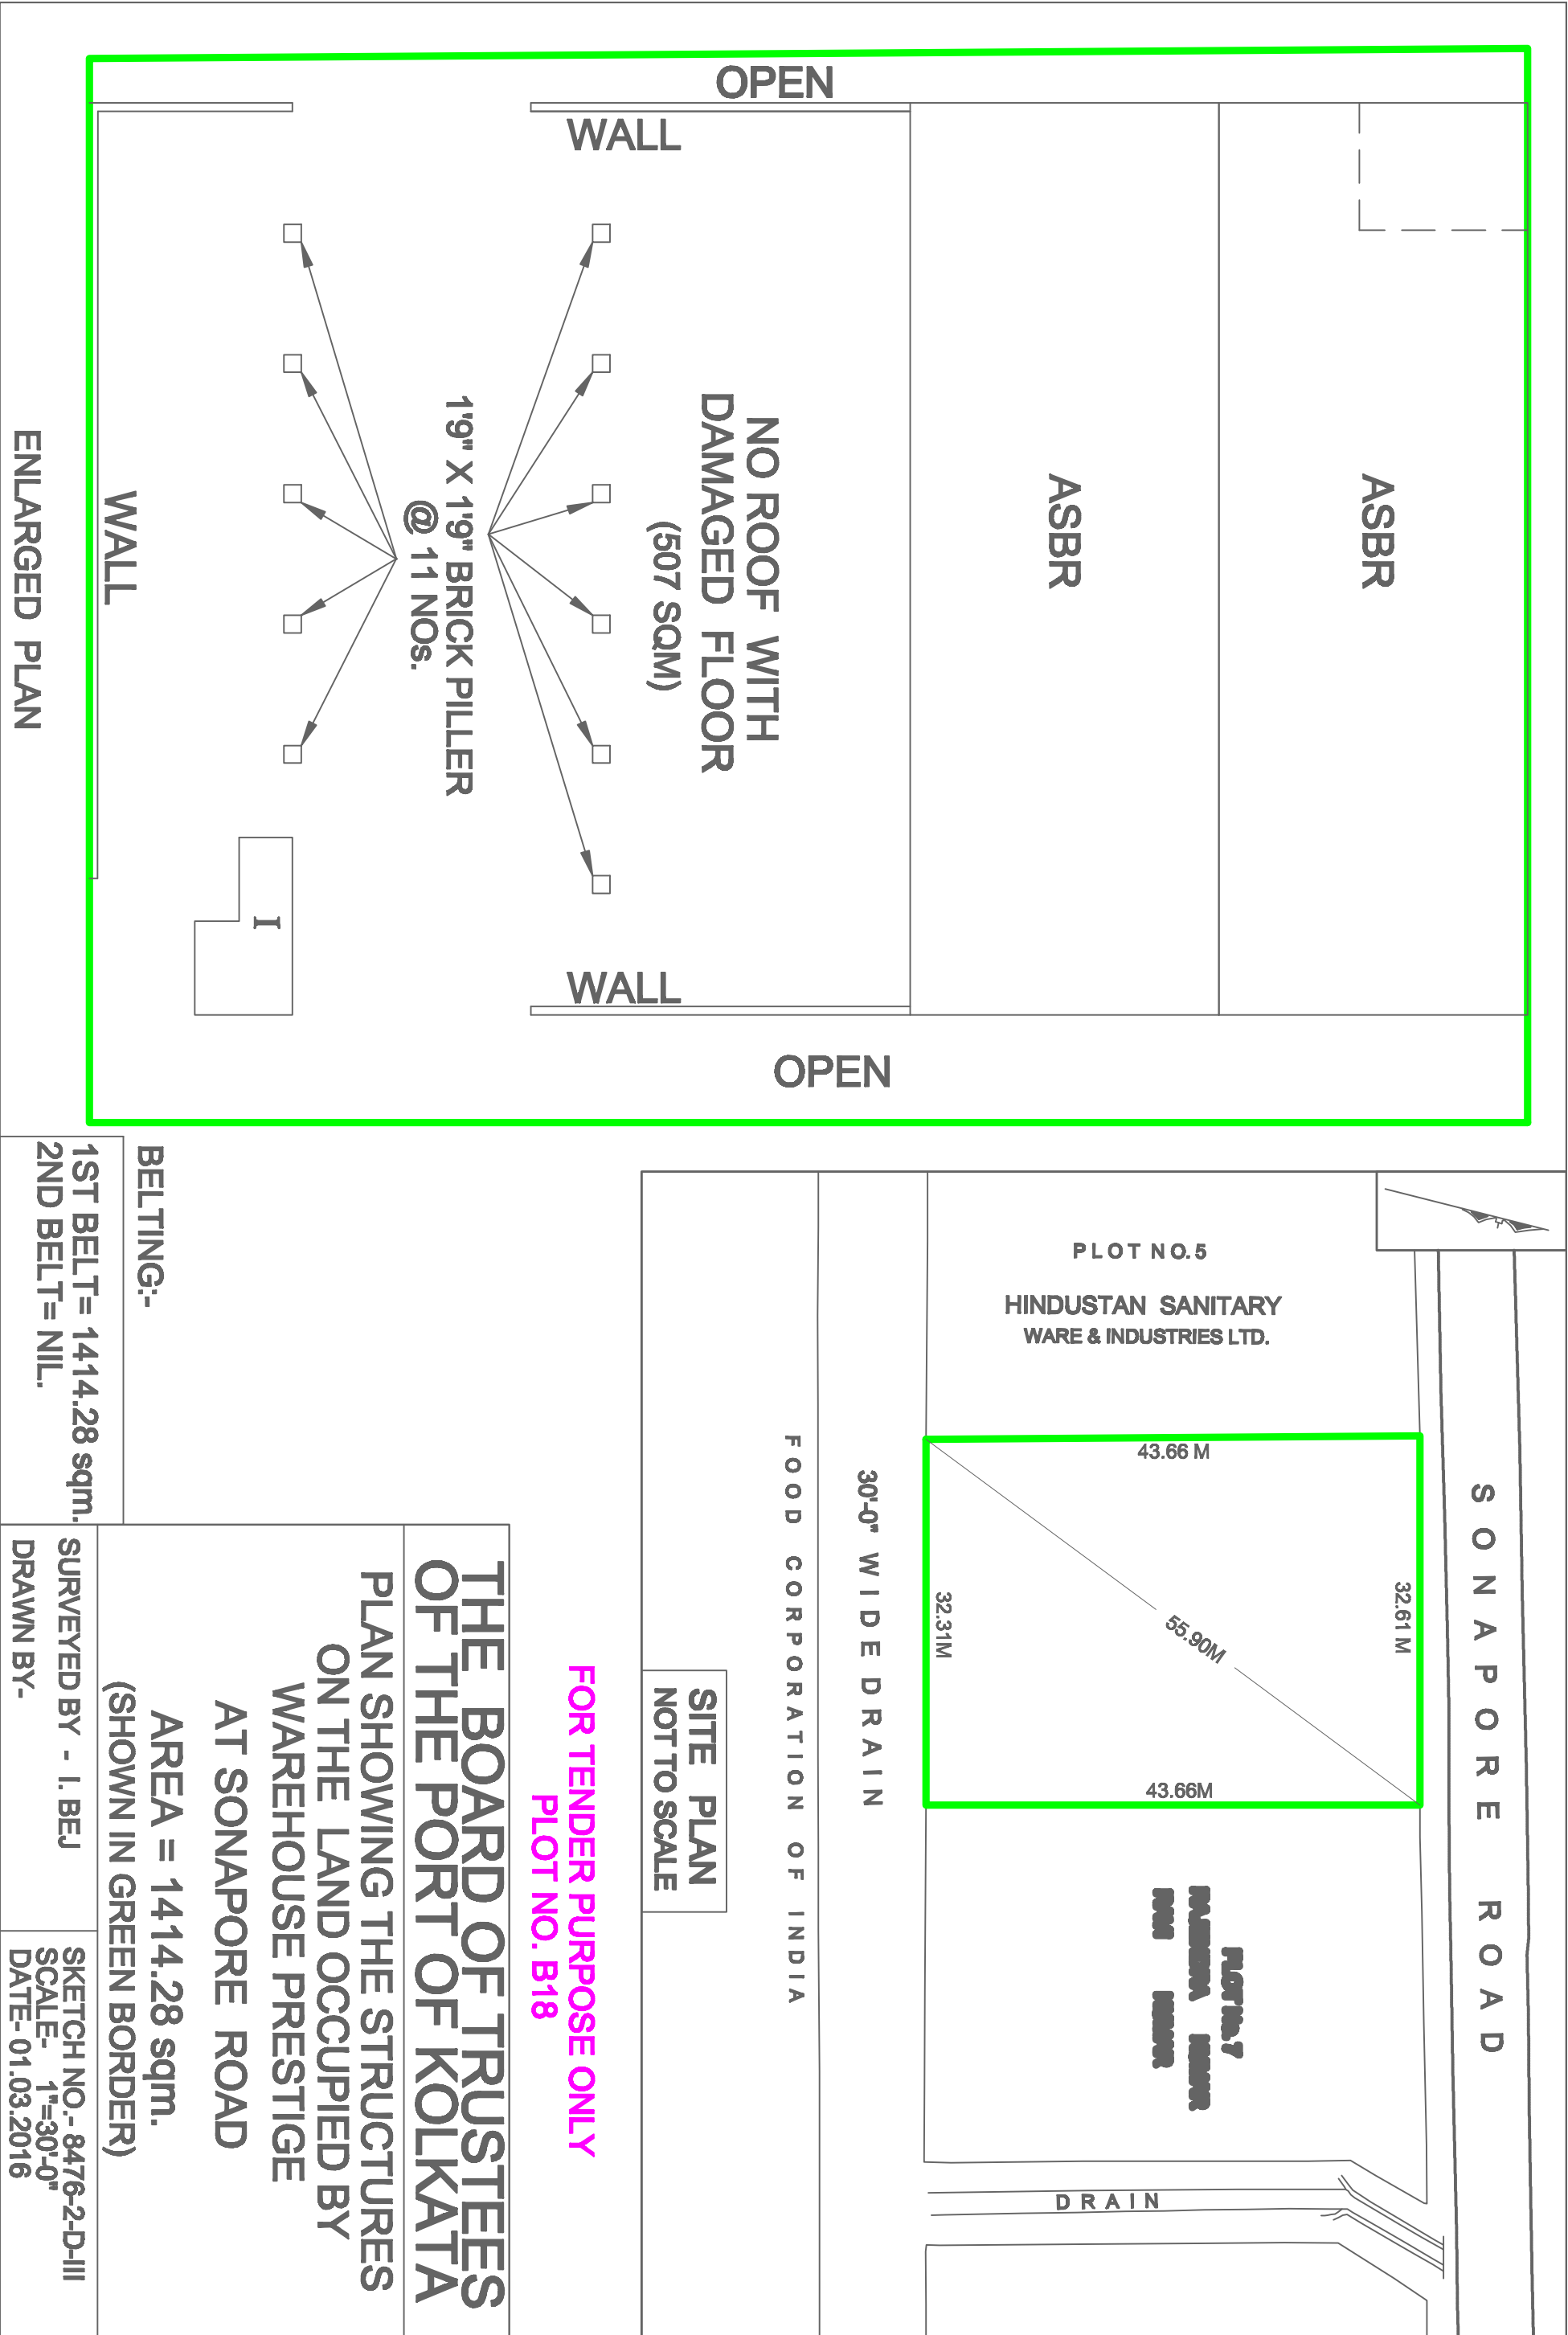 OPEN
WALL
ASBR
ASBR
NO ROOF WITH
DAMAGED FLOOR
(507 SQM)
1'9" X 1'9" BRICK PILLER
@ 11 NOs.
WALL
I
WALL
OPEN
ENLARGED PLAN
SONAPORE ROAD
PLOT NO. 5
HINDUSTAN SANITARY
WARE & INDUSTRIES LTD.
43.66 M
32.61 M
55.90M
32.31M
43.66M
PLOT No. 7
DRAIN
30'-0" WIDE DRAIN
FOOD CORPORATION OF INDIA
SITE PLAN
NOT TO SCALE
FOR TENDER PURPOSE ONLY
PLOT NO. B18
THE BOARD OF TRUSTEES
OF THE PORT OF KOLKATA
PLAN SHOWING THE STRUCTURES
ON THE LAND OCCUPIED BY
WAREHOUSE PRESTIGE
AT SONAPORE ROAD
AREA = 1414.28 sqm.
(SHOWN IN GREEN BORDER)
BELTING:-
1ST BELT= 1414.28 sqm.
2ND BELT= NIL.
SURVEYED BY - I. BEJ
DRAWN BY-
SKETCH NO.- 8476-2-D-III
SCALE- 1"=30'-0"
DATE- 01.03.2016